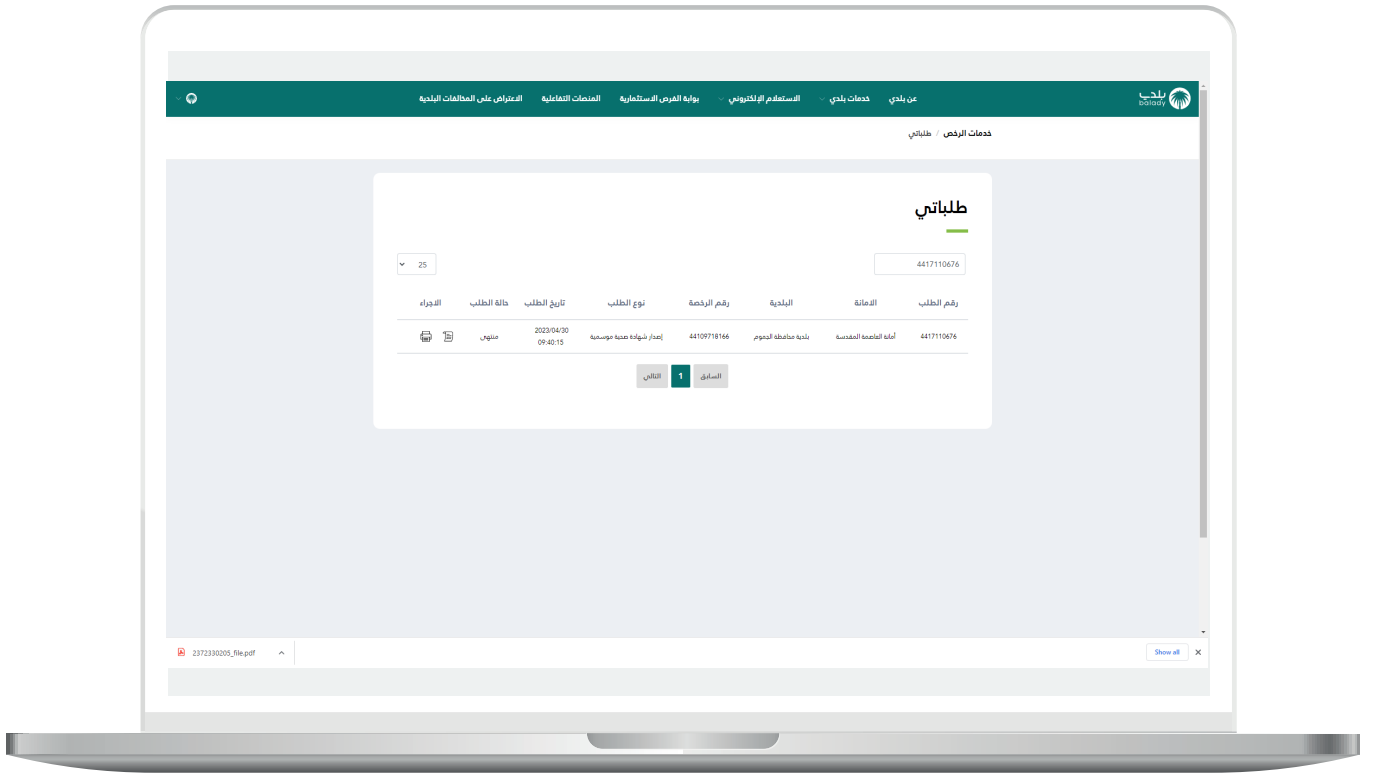 بلدي
balady
عن بلدي خدمات بلدي الاستعلام الإلكتروني بوابة الفرص الاستثمارية المنصات التفاعلية الاعتراض على المخالفات البلدية
خدمات الرخص / طلباتي
طلباتي
4417110676 25
رقم الطلب الامانة البلدية رقم الرخصة نوع الطلب تاريخ الطلب حالة الطلب الاجراء
4417110676 أمانة العاصمة المقدسة بلدية محافظة الجموم 44109718166 إصدار شهادة صحية موسمية 2023/04/30 منتهي
09:40:15
السابق 1 التالي
2372330205_file.pdf Show all